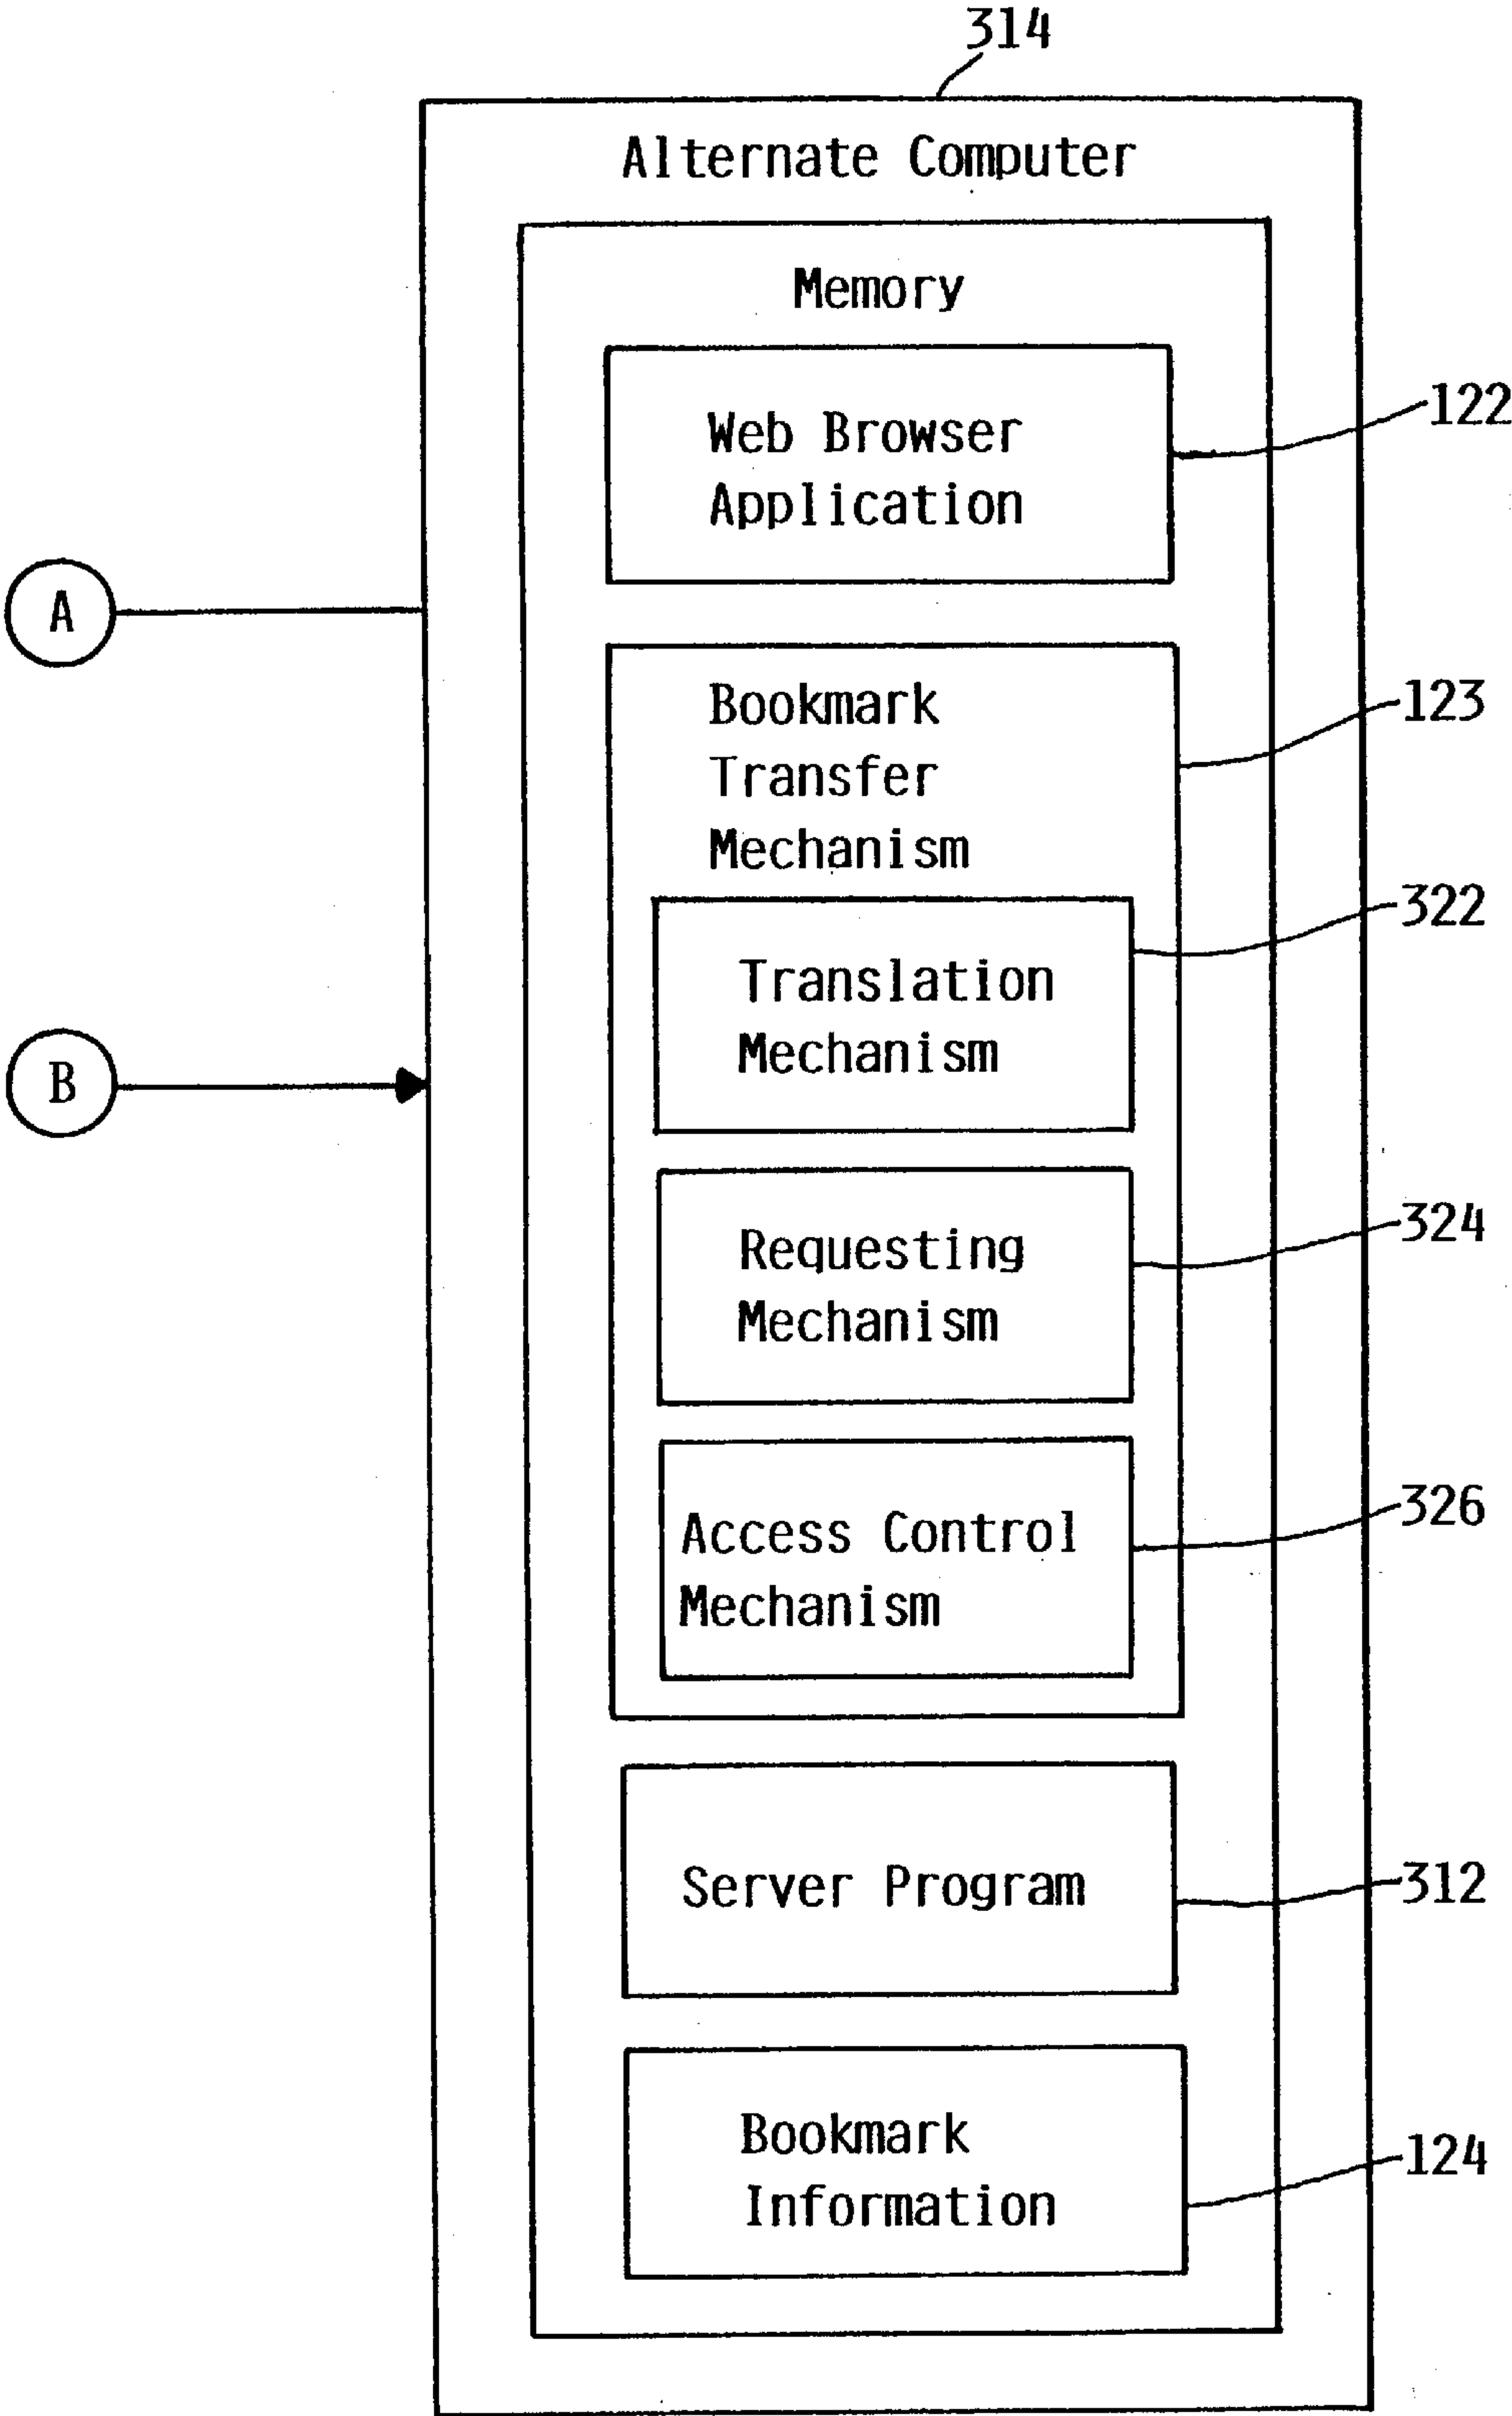 314
Alternate Computer
Memory
Web Browser
Application
122
A
Bookmark
Transfer
Mechanism
123
322
Translation
Mechanism
B
Requesting
Mechanism
324
Access Control
Mechanism
326
Server Program
312
Bookmark
Information
124